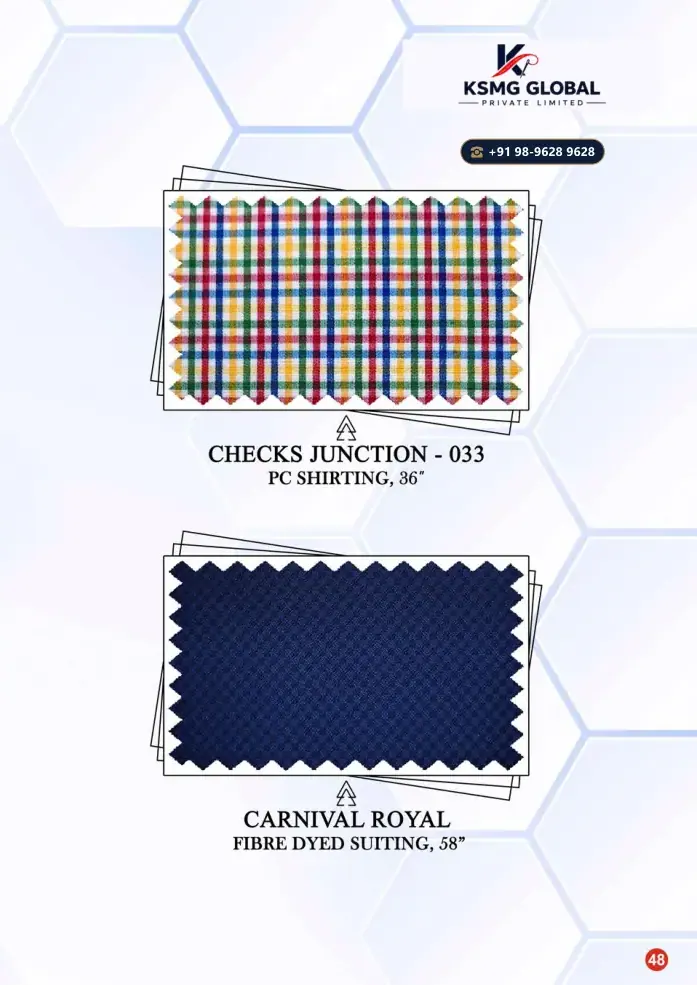 KSMG GLOBAL
PRIVATE LIMITED
+91 98-9628 9628
CHECKS JUNCTION - 033
PC SHIRTING, 36"
CARNIVAL ROYAL
FIBRE DYED SUITING, 58”
48